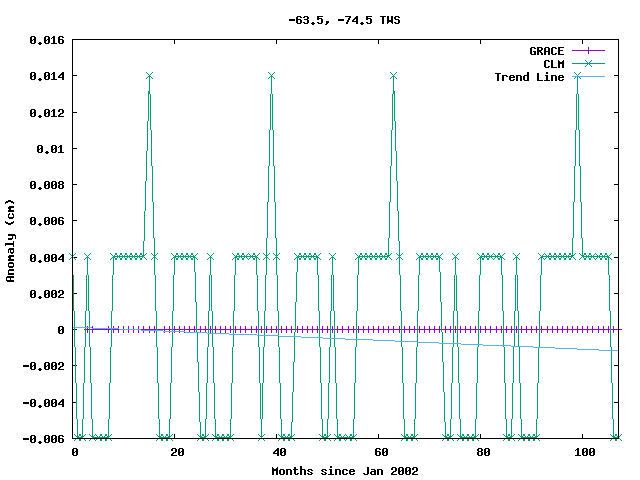 -63.5, -74.5 TWS
GRACE
CLM
Trend Line
0.016
0.014
0.012
0.01
0.008
0.006
0.004
0.002
0
-0.002
-0.004
-0.006
Anomaly (cm)
0 20 40 60 80 100
Months since Jan 2002